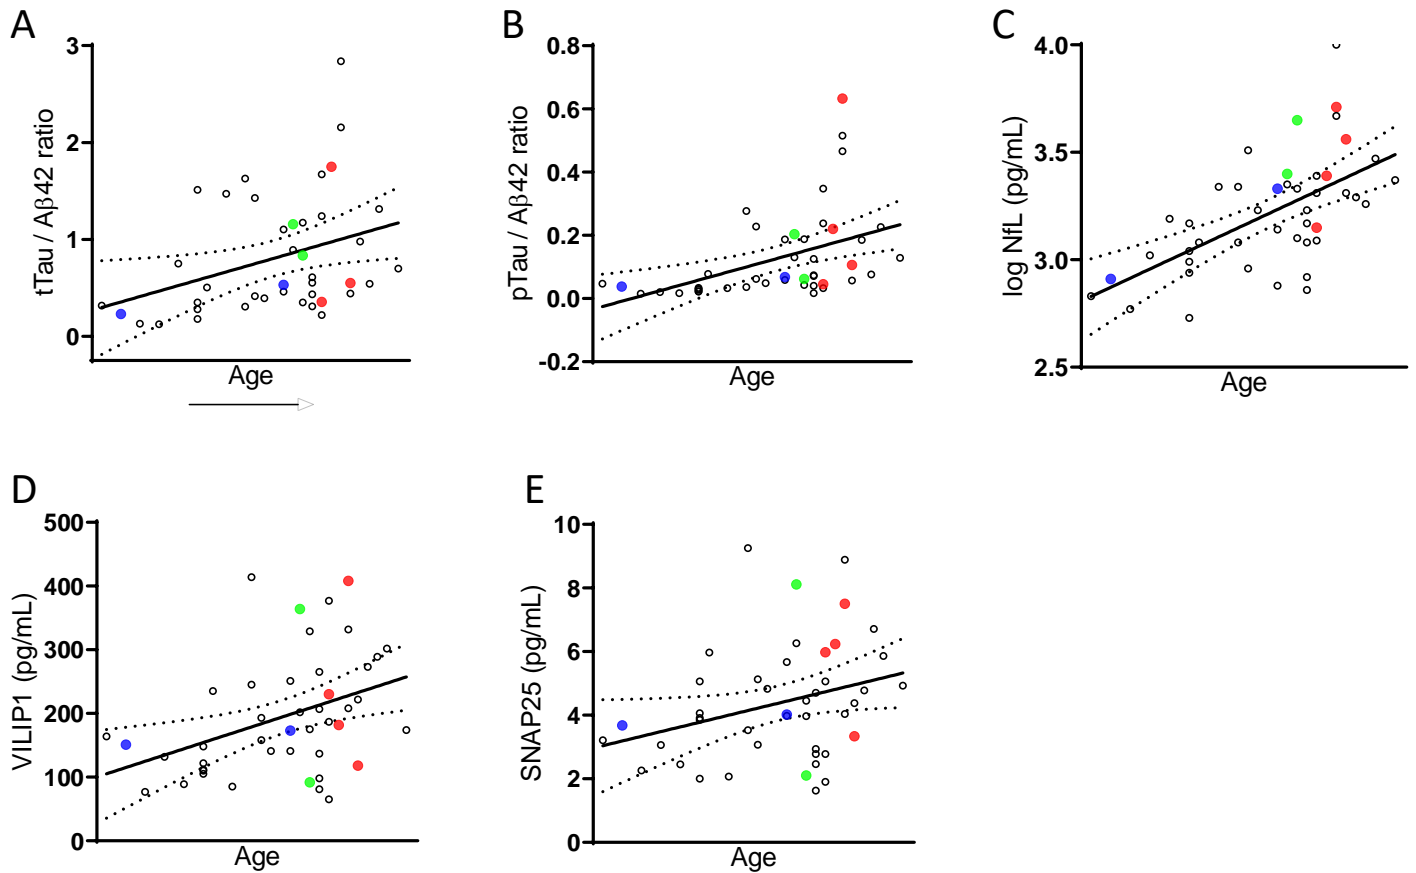 A
tTau / Aβ42 ratio
3
2
1
0
Age
B
pTau / Aβ42 ratio
0.8
0.6
0.4
0.2
0.0
-0.2
Age
C
log NfL (pg/mL)
4.0
3.5
3.0
2.5
Age
D
VILIP1 (pg/mL)
500
400
300
200
100
0
Age
E
SNAP25 (pg/mL)
10
8
6
4
2
0
Age